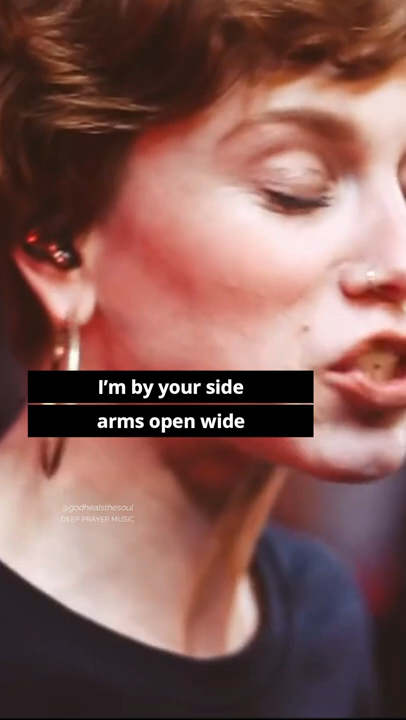 I'm by your side
arms open wide
@godhealsthesoul
DEEP PRAYER MUSIC